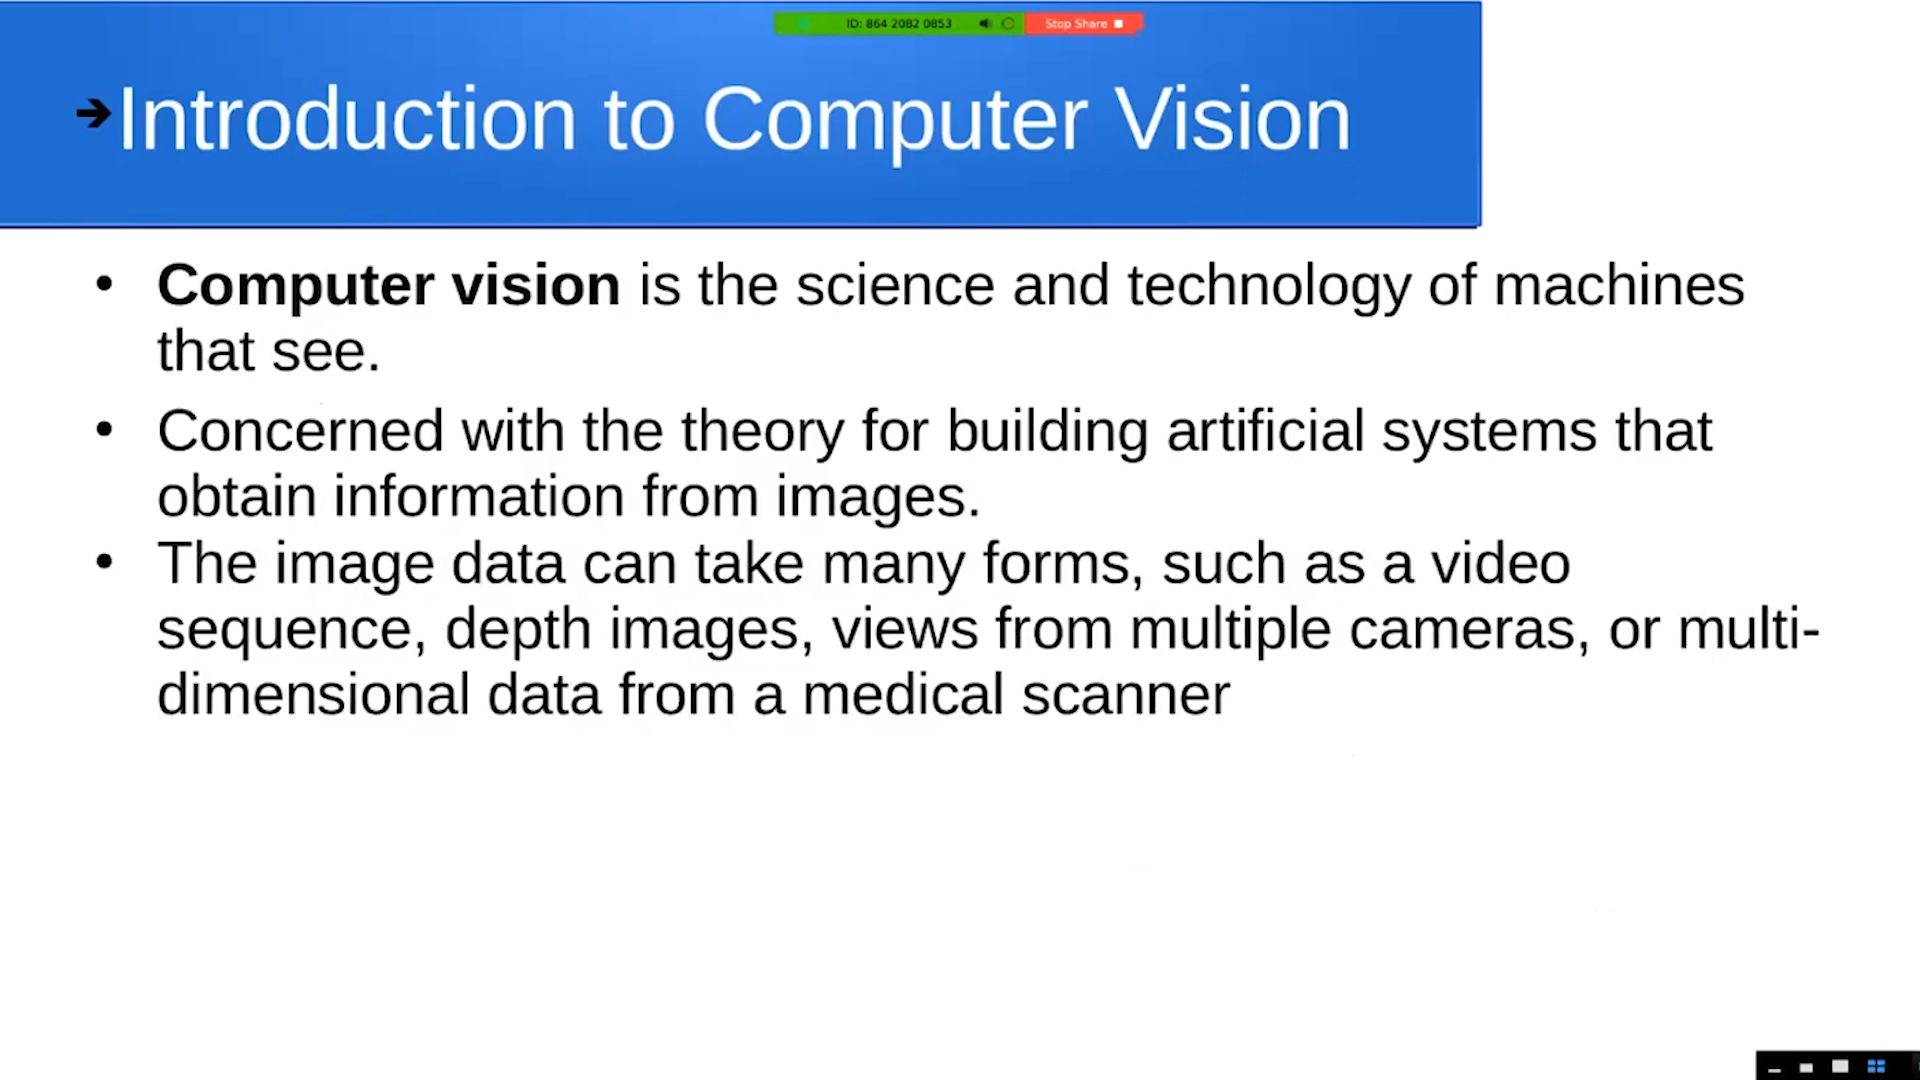 ID: 864 2082 0853 Stop Share
➔Introduction to Computer Vision
• Computer vision is the science and technology of machines
that see.
• Concerned with the theory for building artificial systems that
obtain information from images.
• The image data can take many forms, such as a video
sequence, depth images, views from multiple cameras, or multi-
dimensional data from a medical scanner